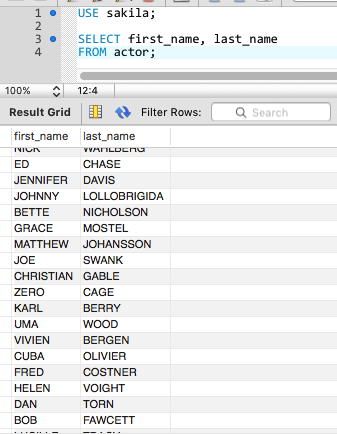 1 USE sakila;
2
3 SELECT first_name, last_name
4 FROM actor;
100% 12:4
Result Grid Filter Rows: Search
first_name last_name
NICK WAHLBERG
ED CHASE
JENNIFER DAVIS
JOHNNY LOLLOBRIGIDA
BETTE NICHOLSON
GRACE MOSTEL
MATTHEW JOHANSSON
JOE SWANK
CHRISTIAN GABLE
ZERO CAGE
KARL BERRY
UMA WOOD
VIVIEN BERGEN
CUBA OLIVIER
FRED COSTNER
HELEN VOIGHT
DAN TORN
BOB FAWCETT